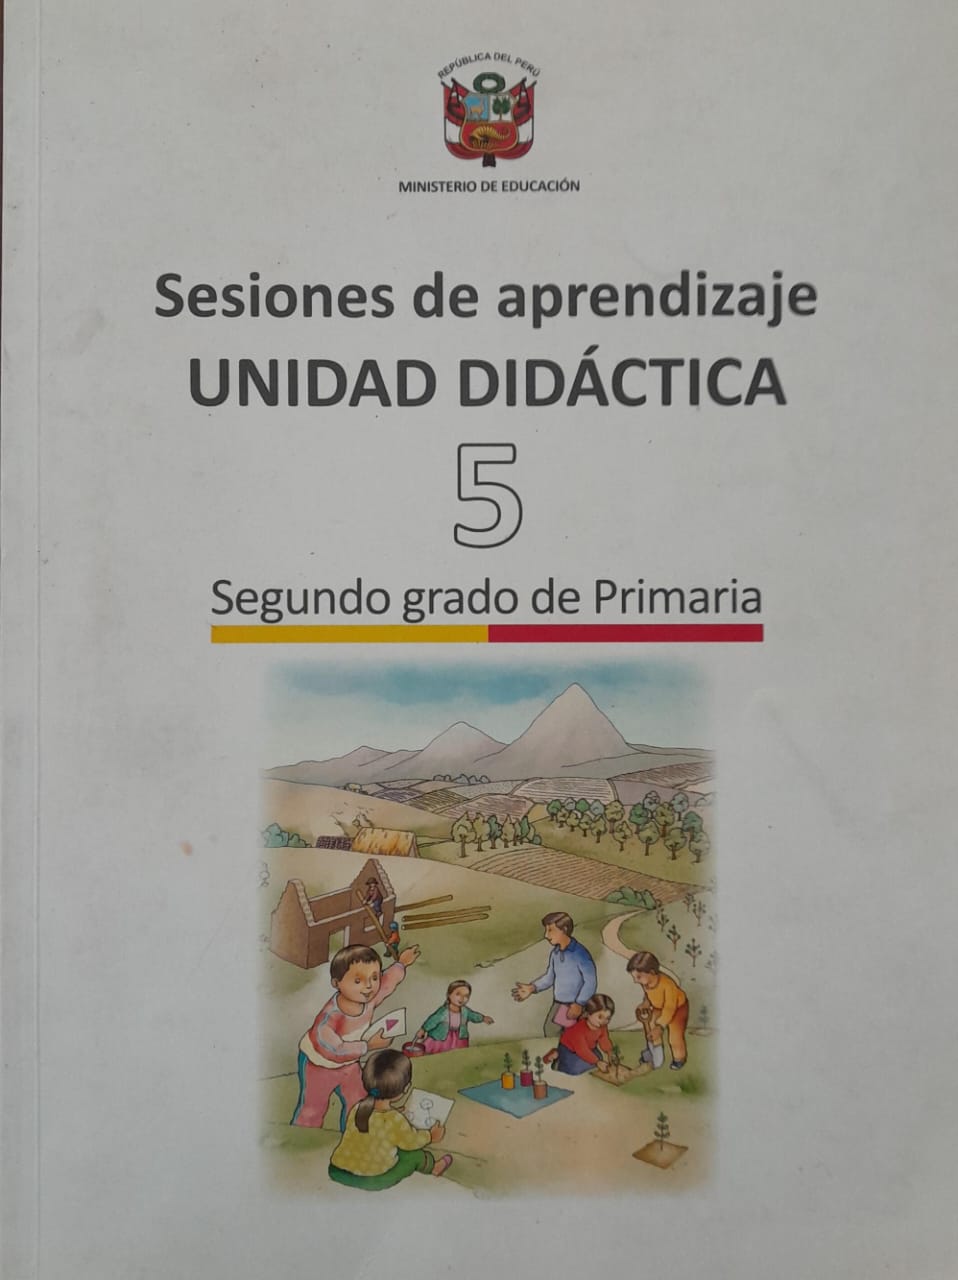 REPÚBLICA DEL PERÚ
MINISTERIO DE EDUCACIÓN
Sesiones de aprendizaje
UNIDAD DIDÁCTICA
5
Segundo grado de Primaria